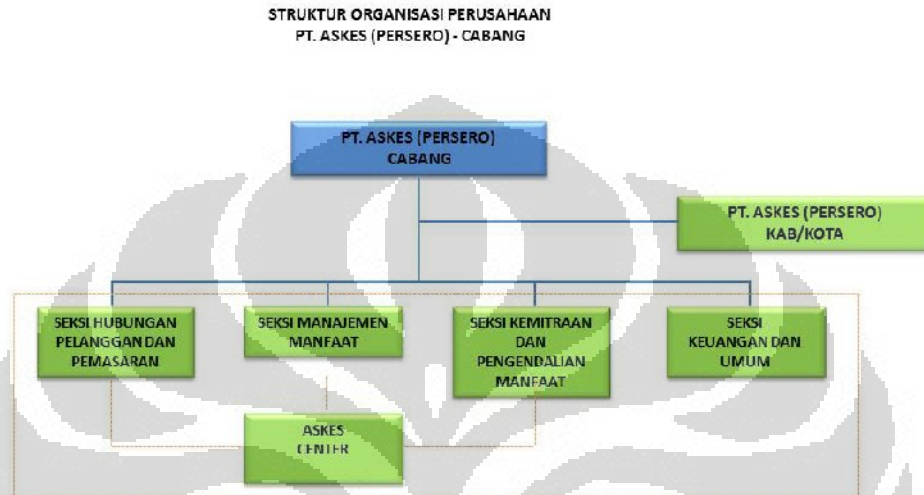 STRUKTUR ORGANISASI PERUSAHAAN
PT. ASKES (PERSERO) - CABANG
PT. ASKES (PERSERO)
CABANG
PT. ASKES (PERSERO)
KAB/KOTA
SEKSI HUBUNGAN
PELANGGAN DAN
PEMASARAN
SEKSI MANAJEMEN
MANFAAT
SEKSI KEMITRAAN
DAN
PENGENDALIAN
MANFAAT
SEKSI
KEUANGAN DAN
UMUM
ASKES
CENTER